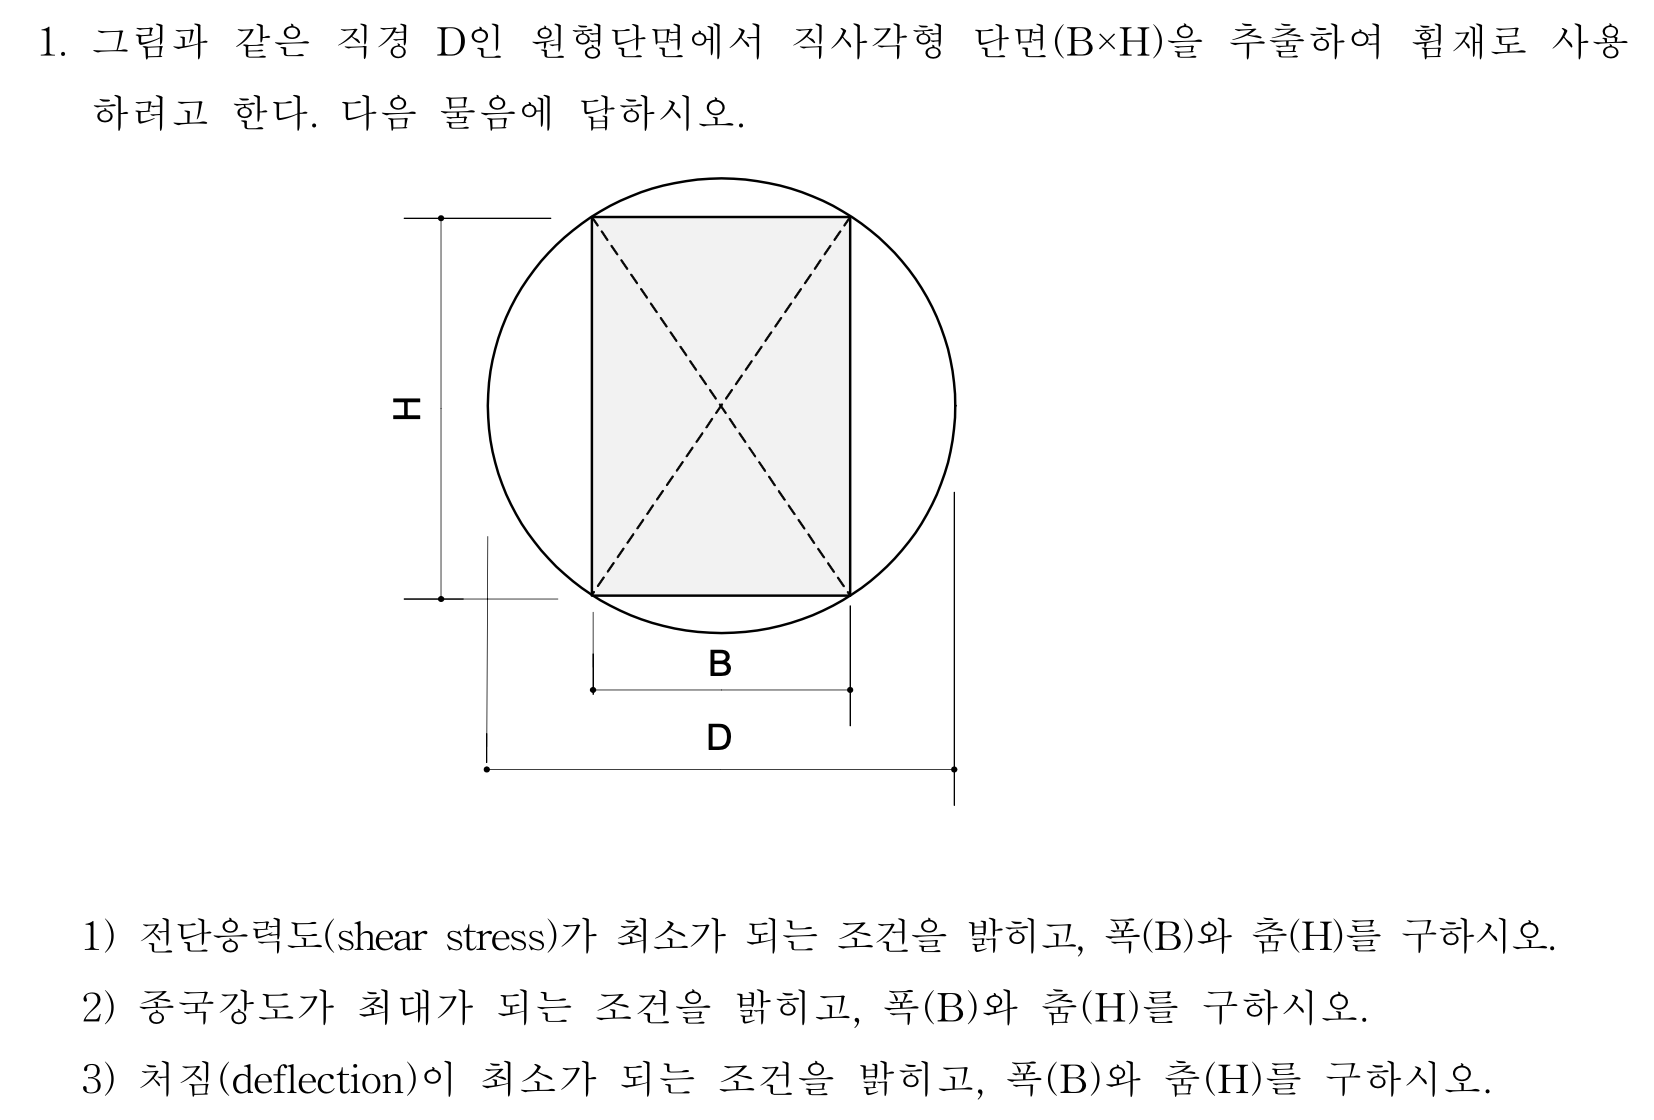 1. 그림과 같은 직경 D인 원형단면에서 직사각형 단면(B×H)을 추출하여 휨재로 사용
하려고 한다. 다음 물음에 답하시오.
H
B
D
1) 전단응력도(shear stress)가 최소가 되는 조건을 밝히고, 폭(B)와 춤(H)를 구하시오.
2) 종국강도가 최대가 되는 조건을 밝히고, 폭(B)와 춤(H)를 구하시오.
3) 처짐(deflection)이 최소가 되는 조건을 밝히고, 폭(B)와 춤(H)를 구하시오.